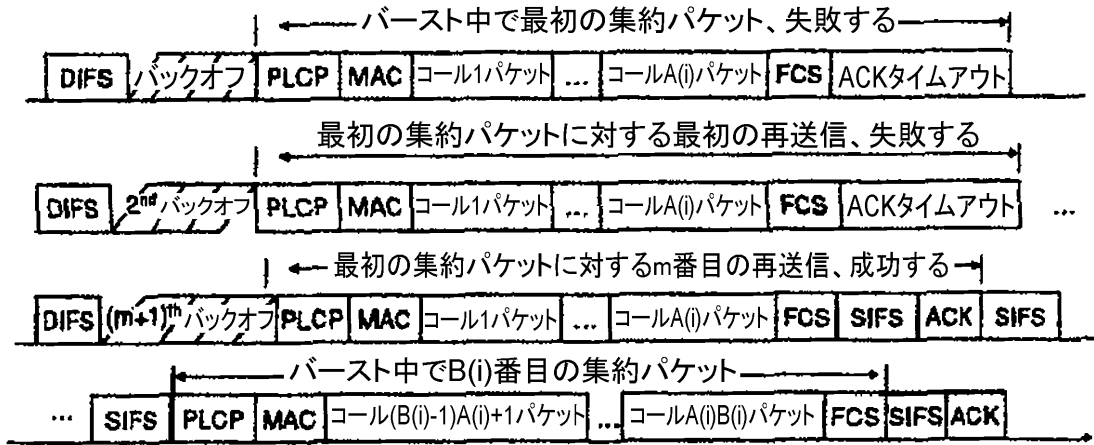 バースト中で最初の集約パケット、失敗する
DIFS バックオフ PLCP MAC コール1パケット ... コールA(i)パケット FCS ACKタイムアウト
最初の集約パケットに対する最初の再送信、失敗する
DIFS 2nd バックオフ PLCP MAC コール1パケット ... コールA(i)パケット FCS ACKタイムアウト ...
最初の集約パケットに対するm番目の再送信、成功する
DIFS (m+1)th バックオフ PLCP MAC コール1パケット ... コールA(i)パケット FCS SIFS ACK SIFS
バースト中でB(i)番目の集約パケット
... SIFS PLCP MAC コール(B(i)-1)A(i)+1パケット ... コールA(i)B(i)パケット FCS SIFS ACK